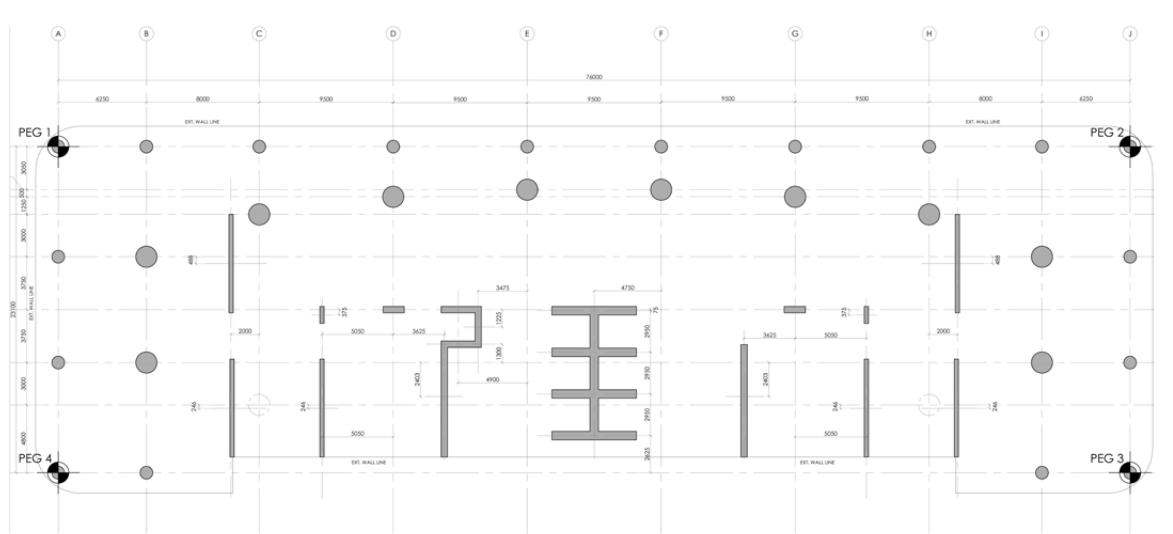 A B C D E F G H I J
76000
6250 8000 9500 9500 9500 9500 9500 8000 6250
EXT. WALL LINE EXT. WALL LINE
PEG 1 PEG 2
3050
500
1250
3000
488 488
3750
EXT. WALL LINE
23100
3475 4750
375 1225 75 375
2000 5050 3625 2950 3625 5050 2000
3750
1300
2403 4900 2950 2403
3000
246 246 2950 246 246
4800
5050 5050
2625
PEG 4 EXT. WALL LINE EXT. WALL LINE PEG 3